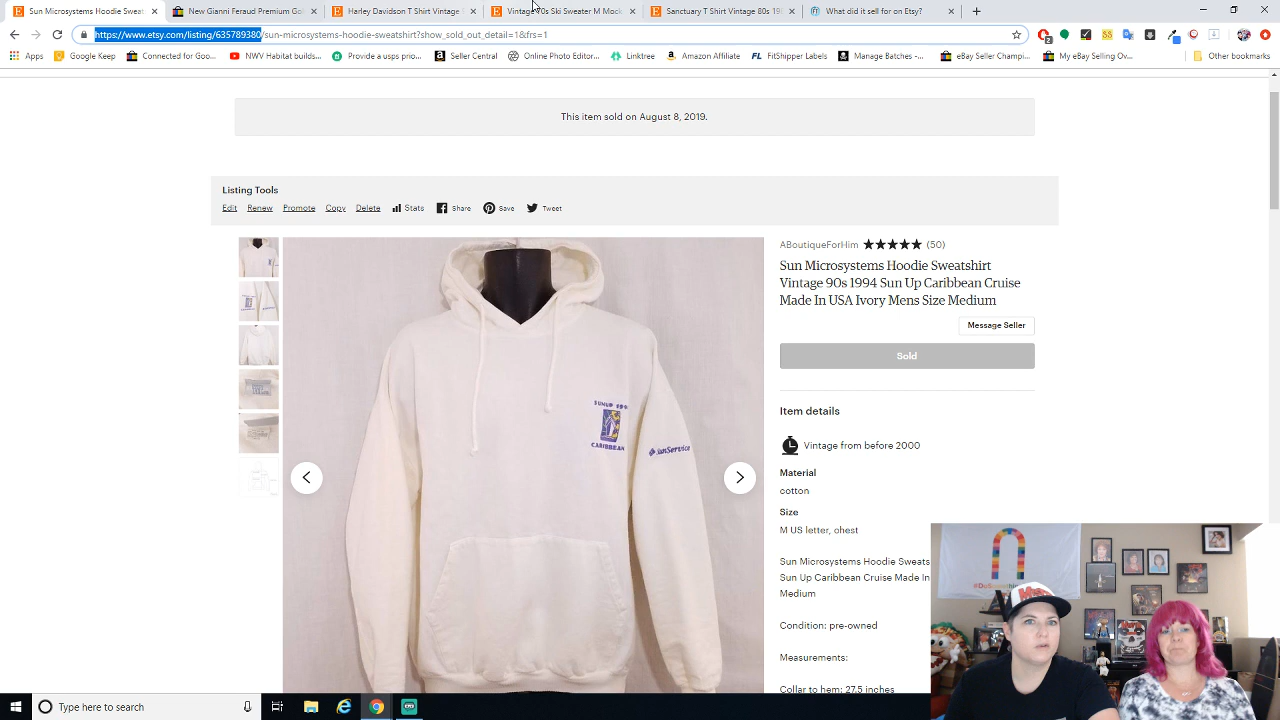 Sun Microsystems Hoodie Sweats
New Gianni Feraud Premium Go
Harley Davidson T Shirt Vintage
Vintage 90s Ski Sweater M Mock
Sanctuary T Shirt Vintage 80s 19
What did it sell for on Etsy?
https://www.etsy.com/listing/635789380/sun-microsystems-hoodie-sweatshirt?show_sold_out_detail=1&frs=1
Apps
Google Keep
Connected for Goo...
NWV Habitat builds...
Hide a usps prio...
Seller Central
Online Photo Editor...
Linktree
Amazon Affiliate
FitShipper Labels
Manage Batches -...
eBay Seller Champi...
My eBay Selling Ov...
Other bookmarks
This item sold on August 8, 2019.
Listing Tools
Edit Renew Promote Copy Delete Stats Share Save Tweet
ABoutiqueForHim ★★★★★ (50)
Sun Microsystems Hoodie Sweatshirt
Vintage 90s 1994 Sun Up Caribbean Cruise
Made In USA Ivory Mens Size Medium
Message Seller
Sold
Item details
Vintage from before 2000
Material
cotton
Size
M US letter, chest
Sun Microsystems Hoodie Sweats
Sun Up Caribbean Cruise Made In
Medium
Condition: pre-owned
Measurements:
Collar to hem: 27.5 inches
CARIBBEAN
SunService
Type here to search